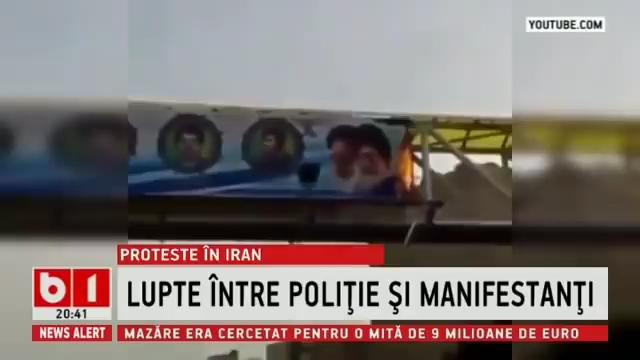 YOUTUBE.COM
PROTESTE ÎN IRAN
b1
LUPTE ÎNTRE POLIŢIE ŞI MANIFESTANŢI
20:41
NEWS ALERT
MAZĂRE ERA CERCETAT PENTRU O MITĂ DE 9 MILIOANE DE EURO